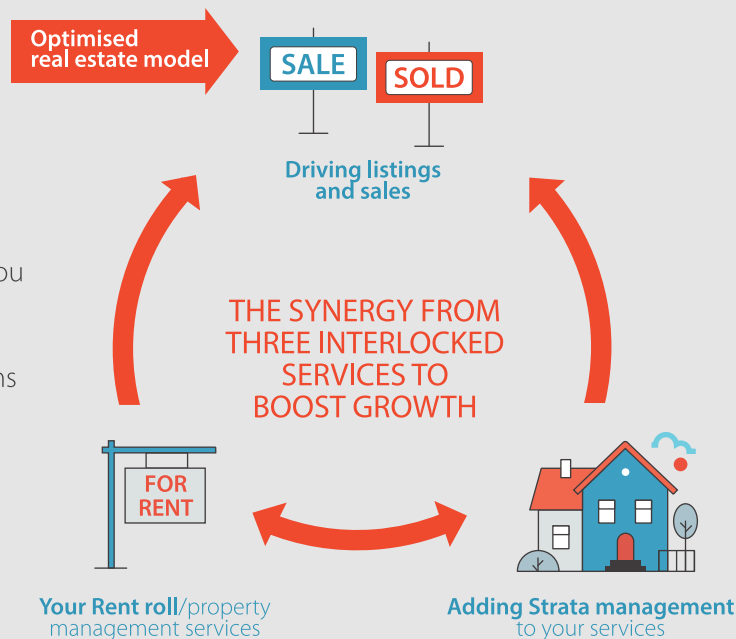 Optimised
real estate model
SALE
SOLD
Driving listings
and sales
THE SYNERGY FROM
THREE INTERLOCKED
SERVICES TO
BOOST GROWTH
FOR
RENT
Your Rent roll/property
management services
Adding Strata management
to your services